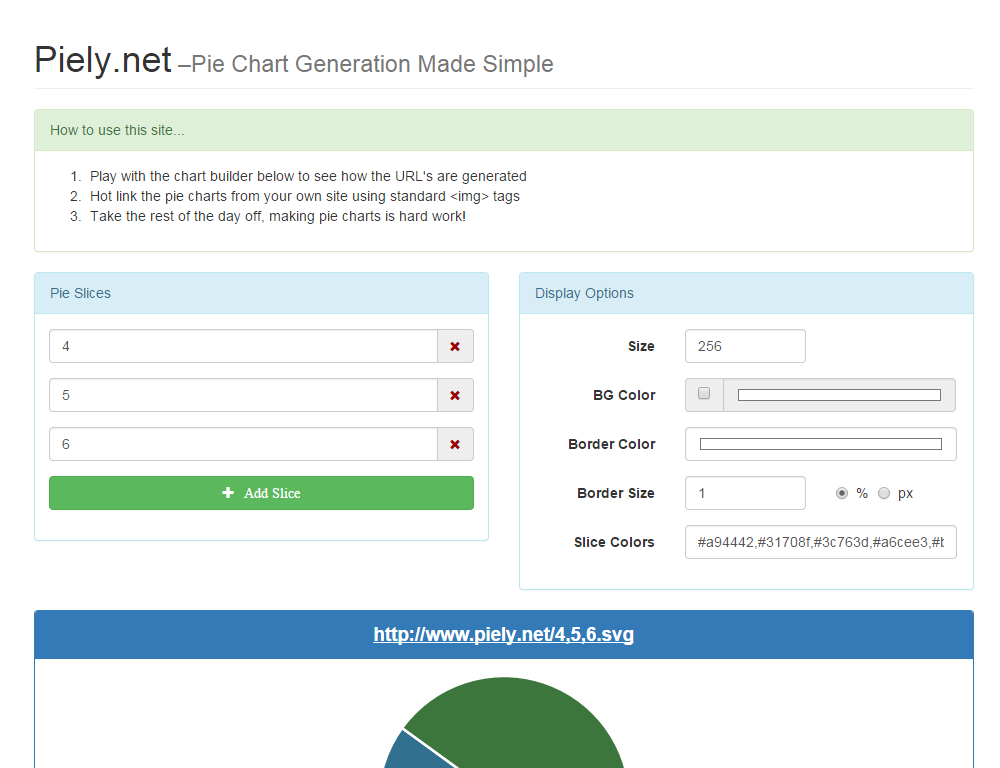 Piely.net –Pie Chart Generation Made Simple
How to use this site...
1. Play with the chart builder below to see how the URL's are generated
2. Hot link the pie charts from your own site using standard <img> tags
3. Take the rest of the day off, making pie charts is hard work!
Pie Slices
4
5
6
Add Slice
Display Options
Size 256
BG Color
Border Color
Border Size 1 % px
Slice Colors #a94442,#31708f,#3c763d,#a6cee3,#t
http://www.piely.net/4,5,6.svg